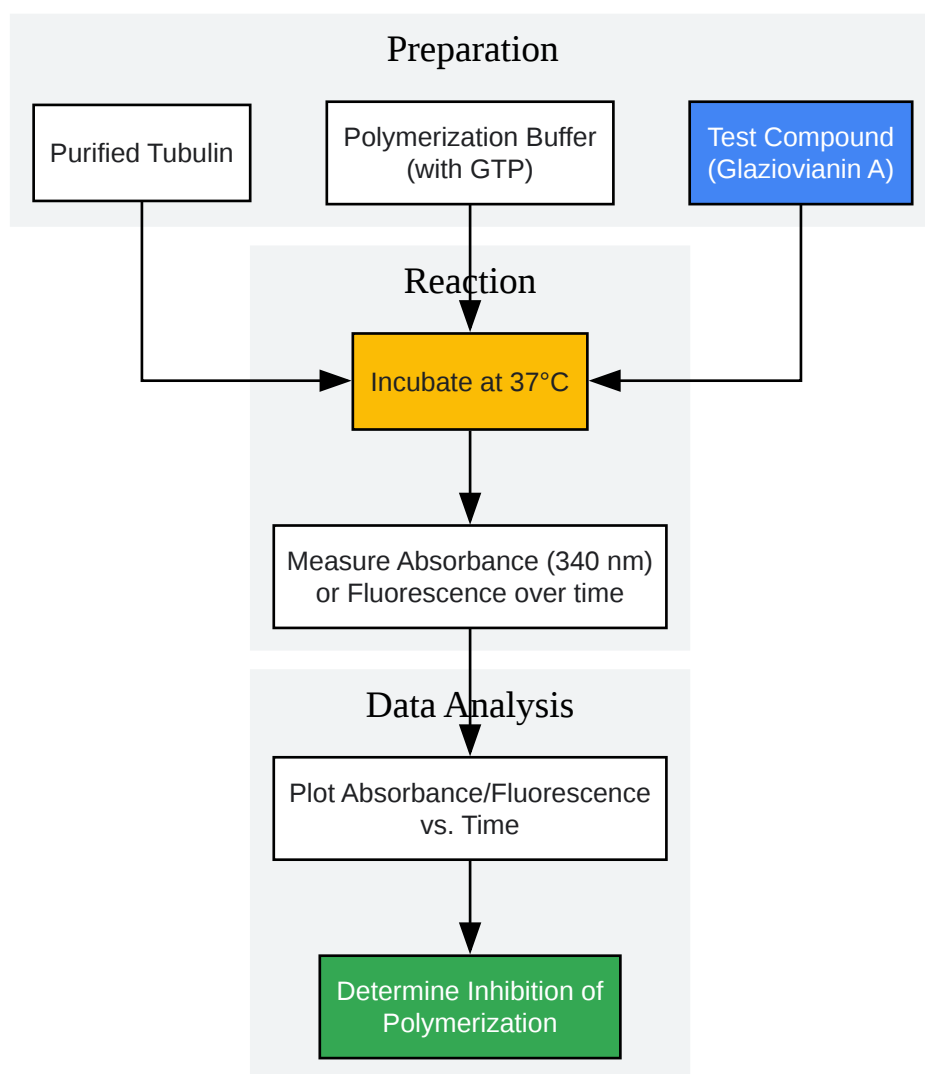 Preparation
Purified Tubulin
Polymerization Buffer
(with GTP)
Test Compound
(Glaziovianin A)
Reaction
Incubate at 37°C
Measure Absorbance (340 nm)
or Fluorescence over time
Data Analysis
Plot Absorbance/Fluorescence
vs. Time
Determine Inhibition of
Polymerization